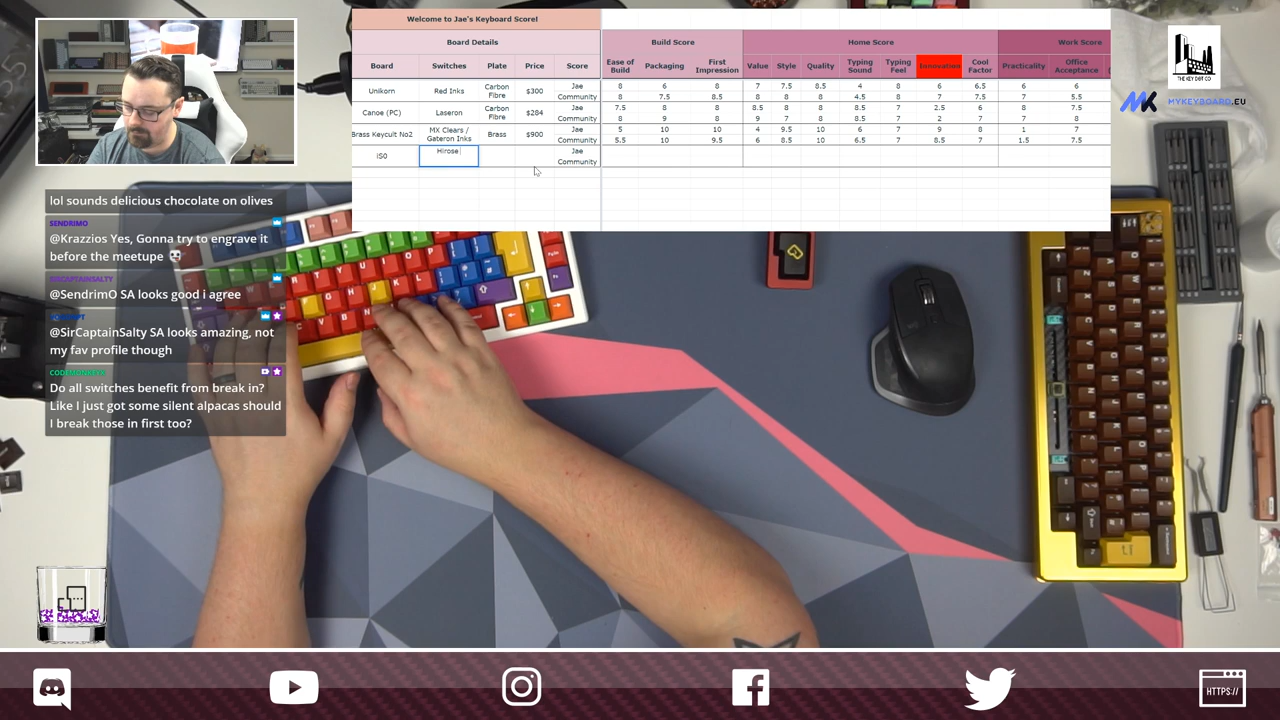 Welcome to Jae's Keyboard Score!
Board Details Build Score Home Score Work Score
Board Switches Plate Price Score Ease of Build Packaging First Impression Value Style Quality Typing Sound Typing Feel Innovation Cool Factor Practicality Office Acceptance
Unikorn Red Inks Carbon Fibre $300 Jae 8 6 8 7 7.5 8.5 4 8 6 6.5 6 6
Community 8 7.5 8.5 8 8 8 4.5 7 7 7.5 7 5.5
Canoe (PC) Laseron Carbon Fibre $284 Jae 7.5 8 7 8.5 8 8 8.5 7 2.5 6 8 7.5
Community 8 9 8 9 7 8 8.5 7 2 7 7 8
Brass Keycult No2 MX Clears / Gateron Inks Brass $900 Jae 5 10 10 4 9.5 10 6 7 9 8 1 7
Community 5.5 10 9.5 6 8.5 10 6.5 7 8.5 7 1.5 7.5
IS0 Hirose Jae
Community
THE KEY DOT CO
MK MYKEYBOARD.EU
lol sounds delicious chocolate on olives
SENDRIMO
@Krazzios Yes, Gonna try to engrave it
before the meetupe
SIRCAPTAINSALTY
@SendrimO SA looks good i agree
@SirCaptainSalty SA looks amazing, not
my fav profile though
Do all switches benefit from break in?
Like I just got some silent alpacas should
I break those in first too?
R T Y U I O P
G H J K L
C V B N
HTTPS://